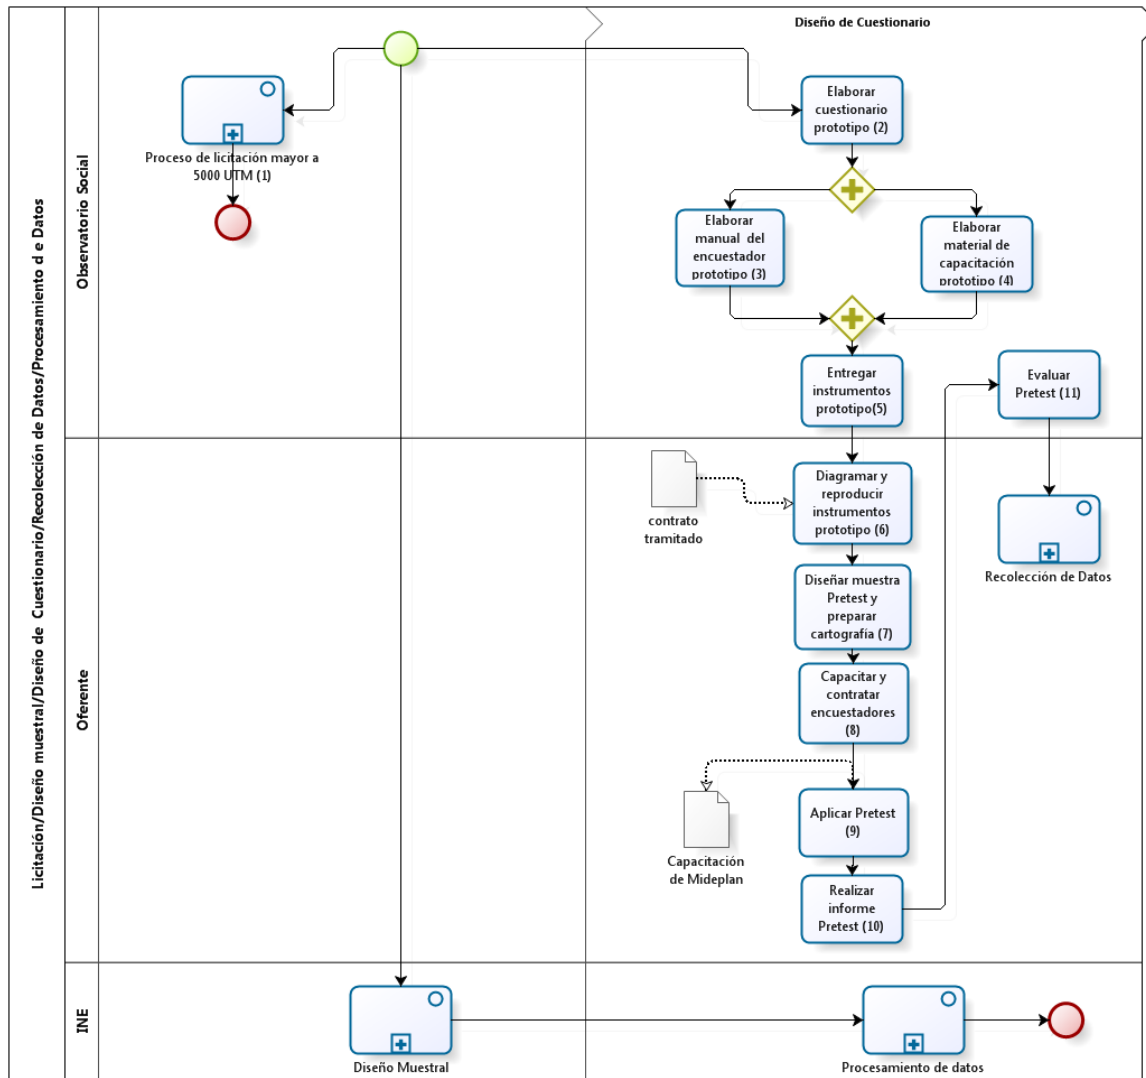 Licitación/Diseño muestral/Diseño de Cuestionario/Recolección de Datos/Procesamiento d e Datos
Observatorio Social
Diseño de Cuestionario
Proceso de licitación mayor a
5000 UTM (1)
Elaborar
cuestionario
prototipo (2)
Elaborar
manual del
encuestador
prototipo (3)
Elaborar
material de
capacitación
prototipo (4)
Entregar
instrumentos
prototipo(5)
Evaluar
Pretest (11)
Oferente
contrato
tramitado
Diagramar y
reproducir
instrumentos
prototipo (6)
Recolección de Datos
Diseñar muestra
Pretest y
preparar
cartografía (7)
Capacitar y
contratar
encuestadores
(8)
Capacitación
de Mideplan
Aplicar Pretest
(9)
Realizar
informe
Pretest (10)
INE
Diseño Muestral
Procesamiento de datos